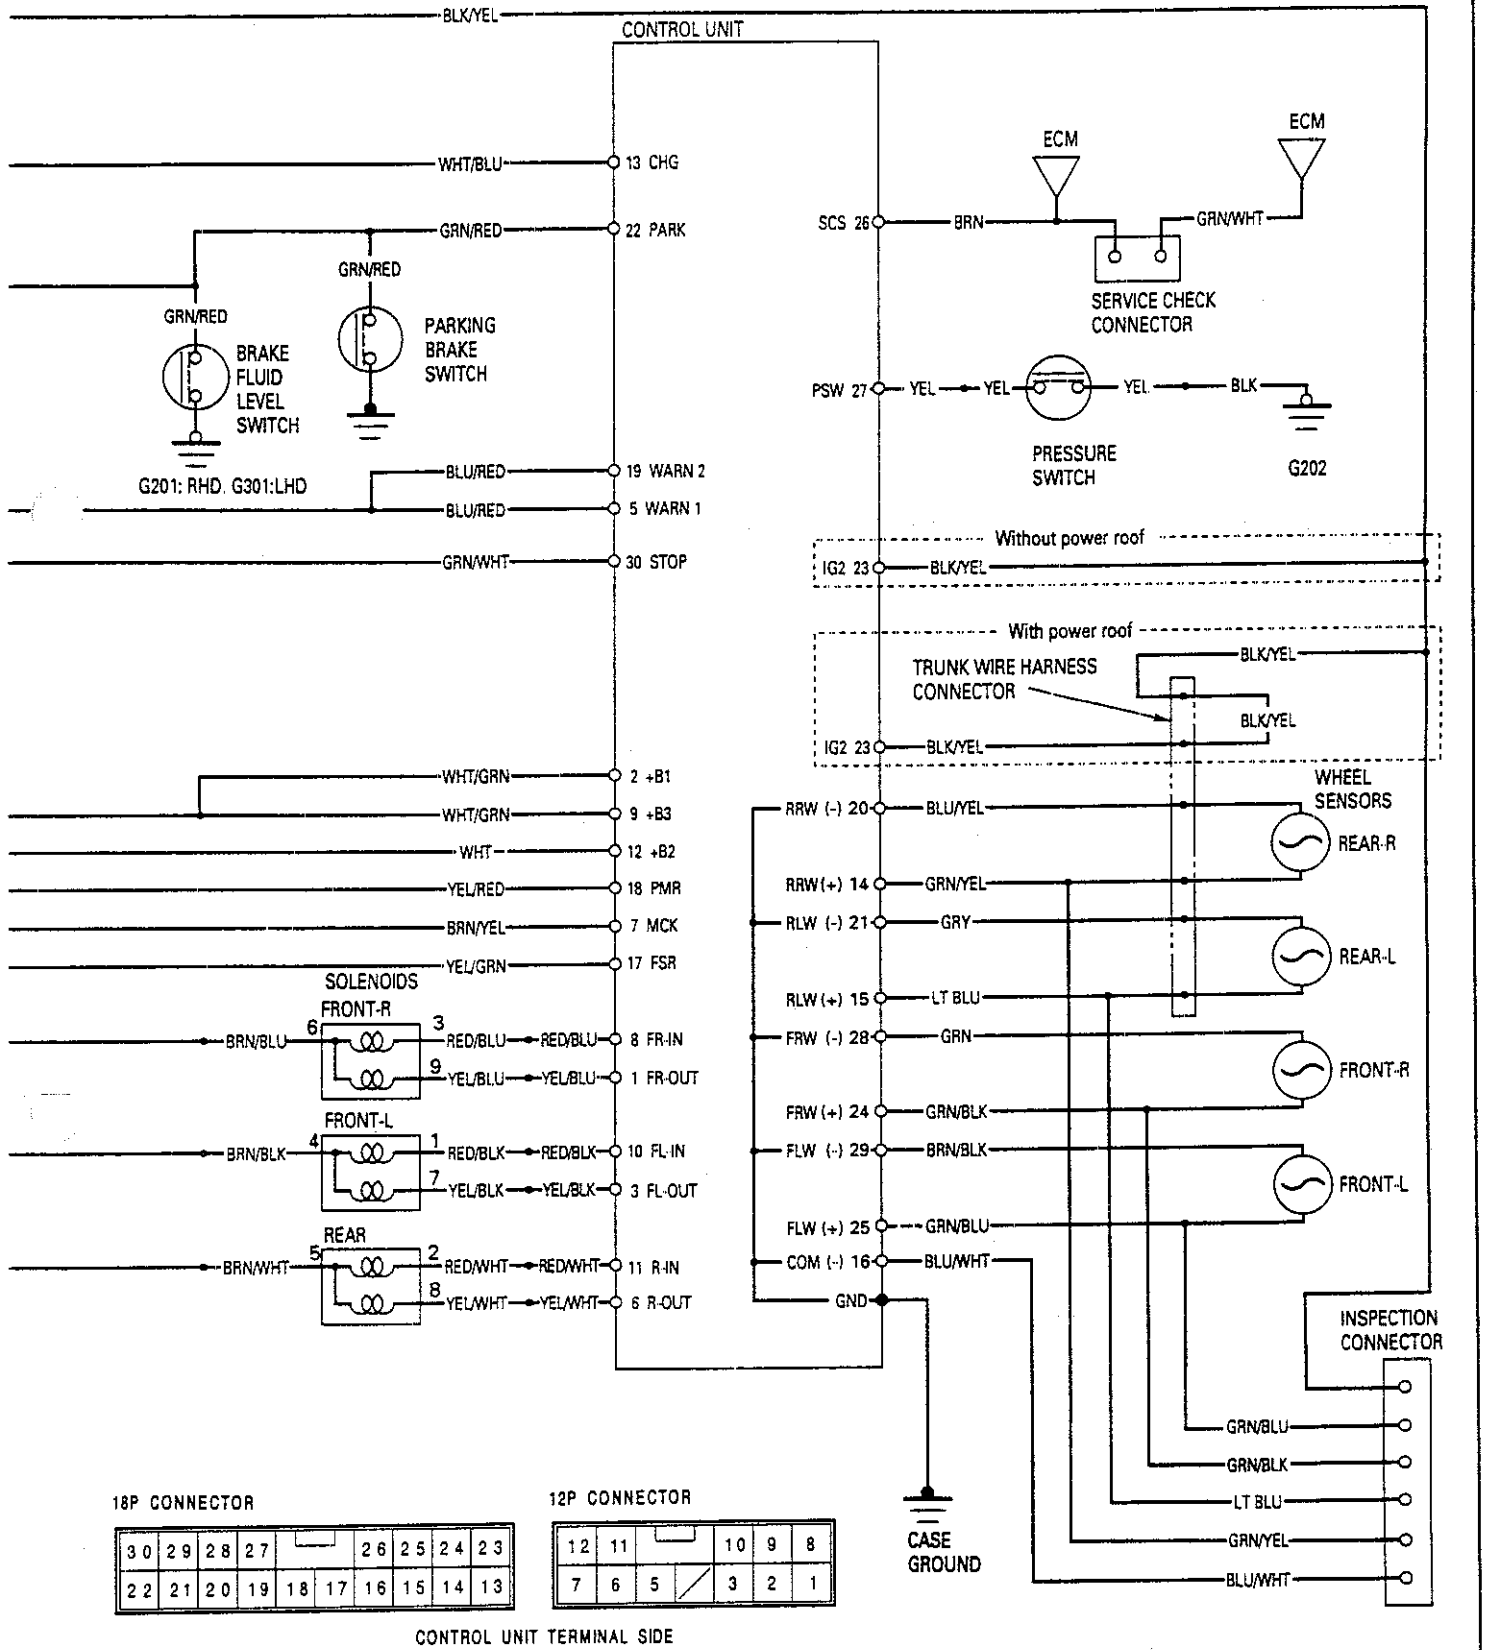 BLK/YEL
CONTROL UNIT
WHT/BLU
13 CHG
GRN/RED
22 PARK
GRN/RED
GRN/RED
BRAKE
FLUID
LEVEL
SWITCH
PARKING
BRAKE
SWITCH
G201: RHD, G301:LHD
BLU/RED
19 WARN 2
BLU/RED
5 WARN 1
GRN/WHT
30 STOP
WHT/GRN
2 +B1
WHT/GRN
9 +B3
WHT
12 +B2
YEL/RED
18 PMR
BRN/YEL
7 MCK
YEL/GRN
17 FSR
SOLENOIDS
FRONT-R
BRN/BLU
6
3
RED/BLU
RED/BLU
8 FR-IN
9
YEL/BLU
YEL/BLU
1 FR-OUT
FRONT-L
BRN/BLK
4
1
RED/BLK
RED/BLK
10 FL-IN
7
YEL/BLK
YEL/BLK
3 FL-OUT
REAR
BRN/WHT
5
2
RED/WHT
RED/WHT
11 R-IN
8
YEL/WHT
YEL/WHT
6 R-OUT
ECM
ECM
SCS 26
BRN
GRN/WHT
SERVICE CHECK
CONNECTOR
PSW 27
YEL
YEL
YEL
BLK
PRESSURE
SWITCH
G202
Without power roof
IG2 23
BLK/YEL
With power roof
BLK/YEL
TRUNK WIRE HARNESS
CONNECTOR
BLK/YEL
IG2 23
BLK/YEL
WHEEL
SENSORS
RRW (-) 20
BLU/YEL
REAR-R
RRW (+) 14
GRN/YEL
RLW (-) 21
GRY
REAR-L
RLW (+) 15
LT BLU
FRW (-) 28
GRN
FRONT-R
FRW (+) 24
GRN/BLK
FLW (-) 29
BRN/BLK
FRONT-L
FLW (+) 25
GRN/BLU
COM (-) 16
BLU/WHT
GND
INSPECTION
CONNECTOR
GRN/BLU
GRN/BLK
LT BLU
GRN/YEL
BLU/WHT
CASE
GROUND
18P CONNECTOR
30 29 28 27 26 25 24 23
22 21 20 19 18 17 16 15 14 13
12P CONNECTOR
12 11 10 9 8
7 6 5 3 2 1
CONTROL UNIT TERMINAL SIDE